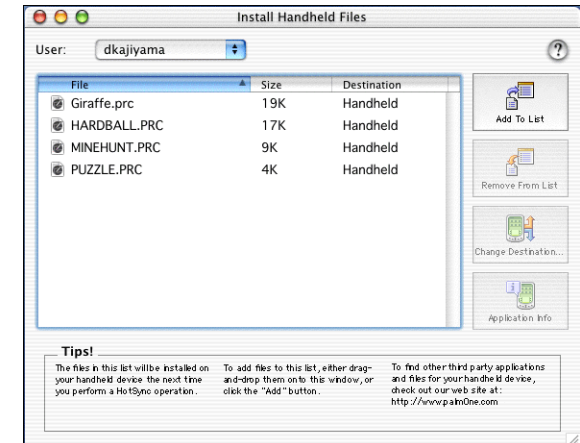 Install Handheld Files
User: dkajiyama
?
File Size Destination
Giraffe.prc 19K Handheld
HARDBALL.PRC 17K Handheld
MINEHUNT.PRC 9K Handheld
PUZZLE.PRC 4K Handheld
Add To List
Remove From List
Change Destination...
Application Info
Tips!
The files in this list will be installed on
your handheld device the next time
you perform a HotSync operation.
To add files to this list, either drag-
and-drop them onto this window, or
click the "Add" button.
To find other third party applications
and files for your handheld device,
check out our web site at:
http://www.palmOne.com